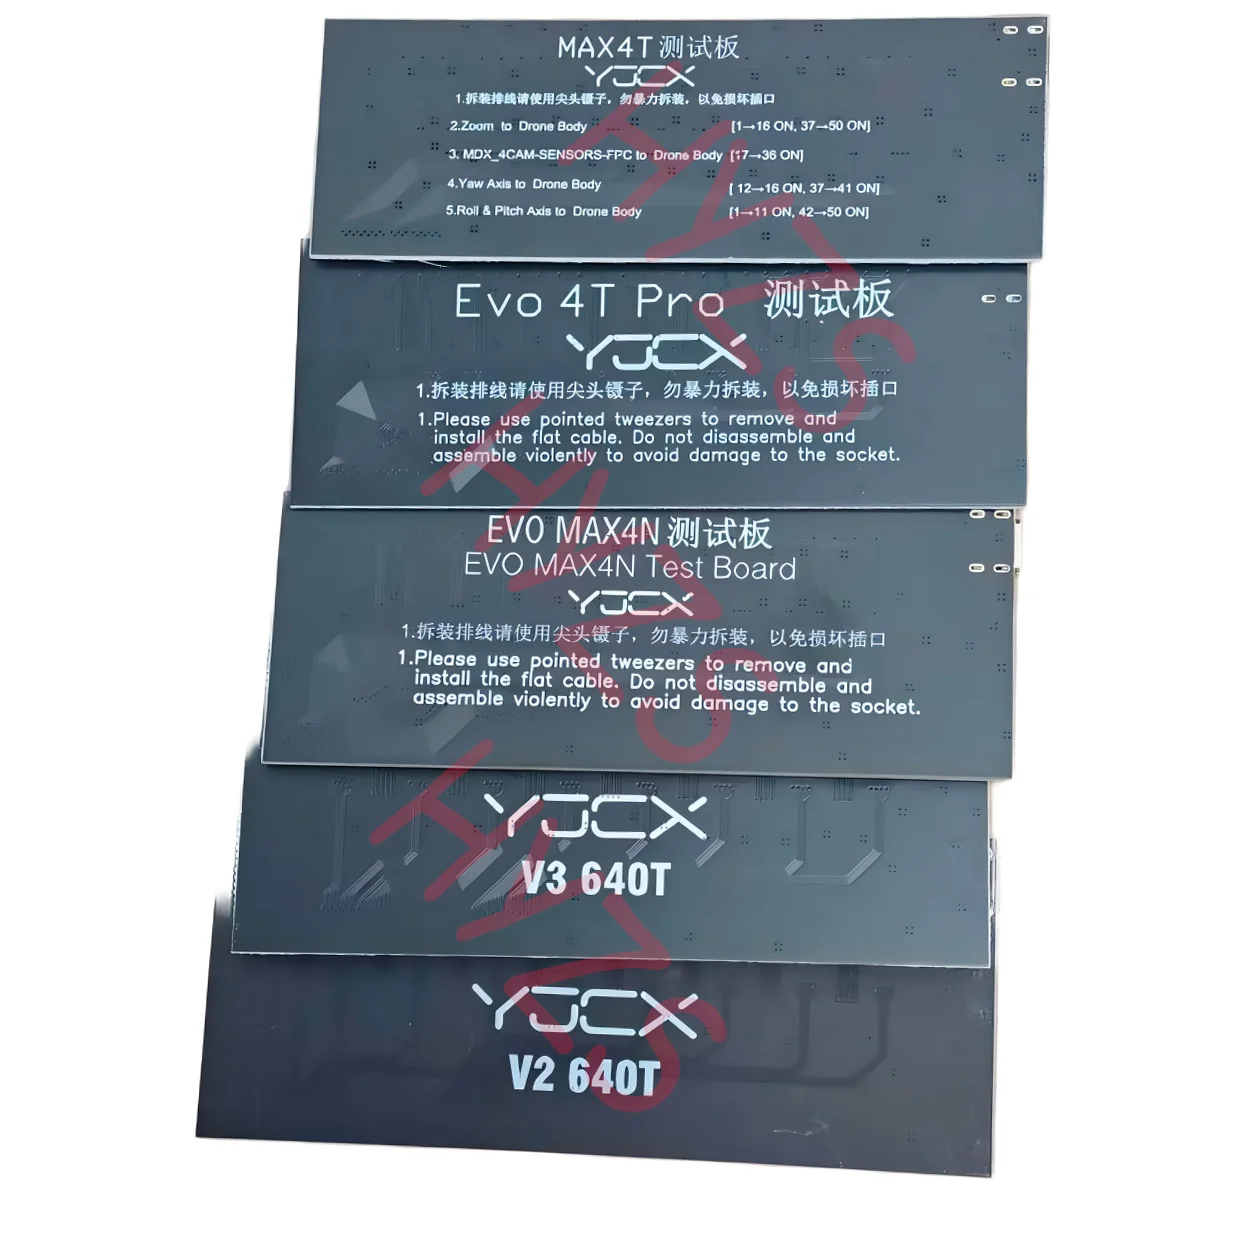 MAX4T测试板
YJCX
1.拆装排线请使用尖头镊子，勿暴力拆装，以免损坏插口
2.Zoom to Drone Body [1→16 ON, 37→50 ON]
3. MDX_4CAM-SENSORS-FPC to Drone Body [17→36 ON]
4.Yaw Axis to Drone Body [ 12→16 ON, 37→41 ON]
5.Roll & Pitch Axis to Drone Body [1→11 ON, 42→50 ON]
Evo 4T Pro 测试板
YJCX
1.拆装排线请使用尖头镊子，勿暴力拆装，以免损坏插口
1.Please use pointed tweezers to remove and
install the flat cable. Do not disassemble and
assemble violently to avoid damage to the socket.
EVO MAX4N 测试板
EVO MAX4N Test Board
YJCX
1.拆装排线请使用尖头镊子，勿暴力拆装，以免损坏插口
1.Please use pointed tweezers to remove and
install the flat cable. Do not disassemble and
assemble violently to avoid damage to the socket.
YJCX
V3 640T
YJCX
V2 640T
HYZS
HYZS
HYZS